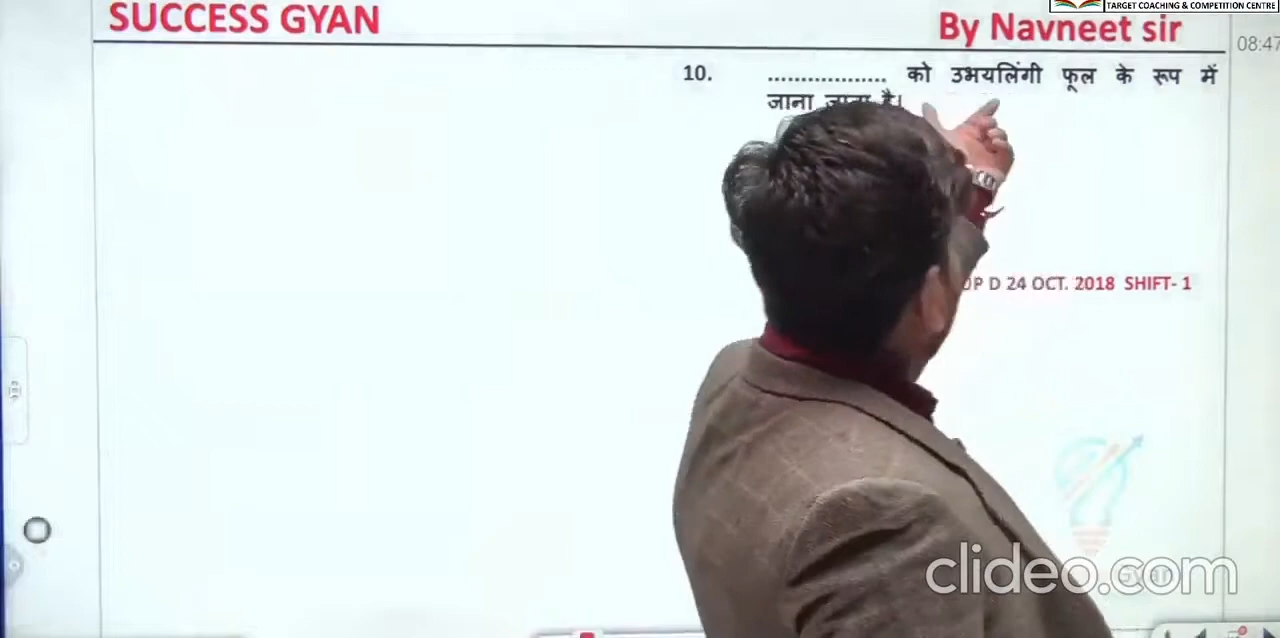 TARGET COACHING & COMPETITION CENTRE
SUCCESS GYAN
By Navneet sir
08:47
10. .................. को उभयलिंगी फूल के रूप में
जाना जाता है।
P D 24 OCT. 2018 SHIFT- 1
clideo.com